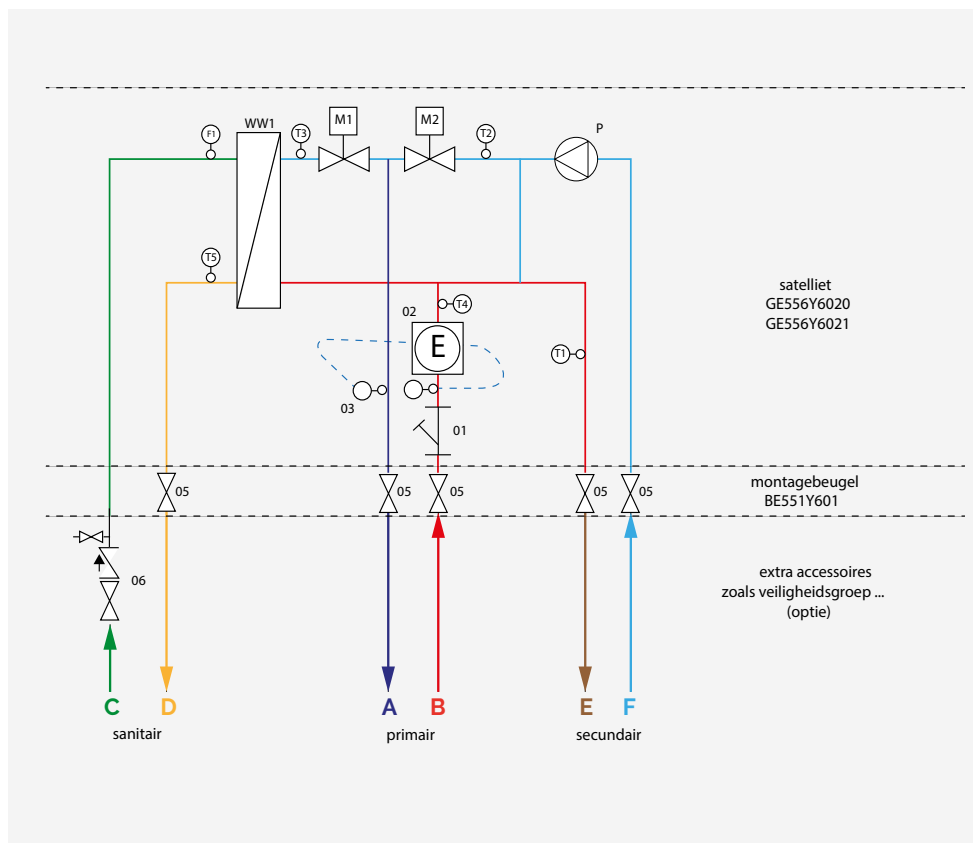 WW1
F1
T3
M1
M2
T2
P
T5
02
T4
E
T1
03
01
satelliet
GE556Y6020
GE556Y6021
05
05
05
05
05
montagebeugel
BE551Y601
06
extra accessoires
zoals veiligheidsgroep ...
(optie)
C
D
A
B
E
F
sanitair
primair
secundair